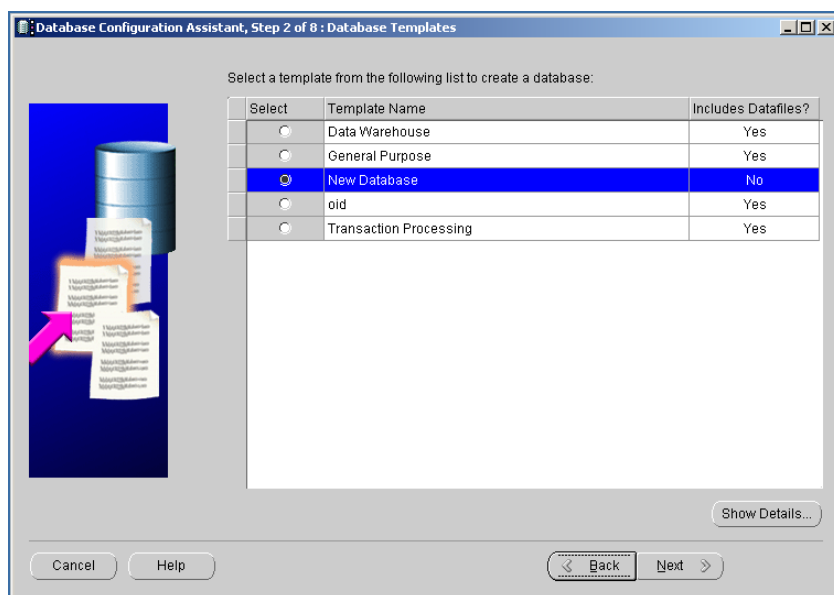 Database Configuration Assistant, Step 2 of 8 : Database Templates
Select a template from the following list to create a database:
Select Template Name Includes Datafiles?
Data Warehouse Yes
General Purpose Yes
New Database No
oid Yes
Transaction Processing Yes
Show Details...
Cancel Help Back Next